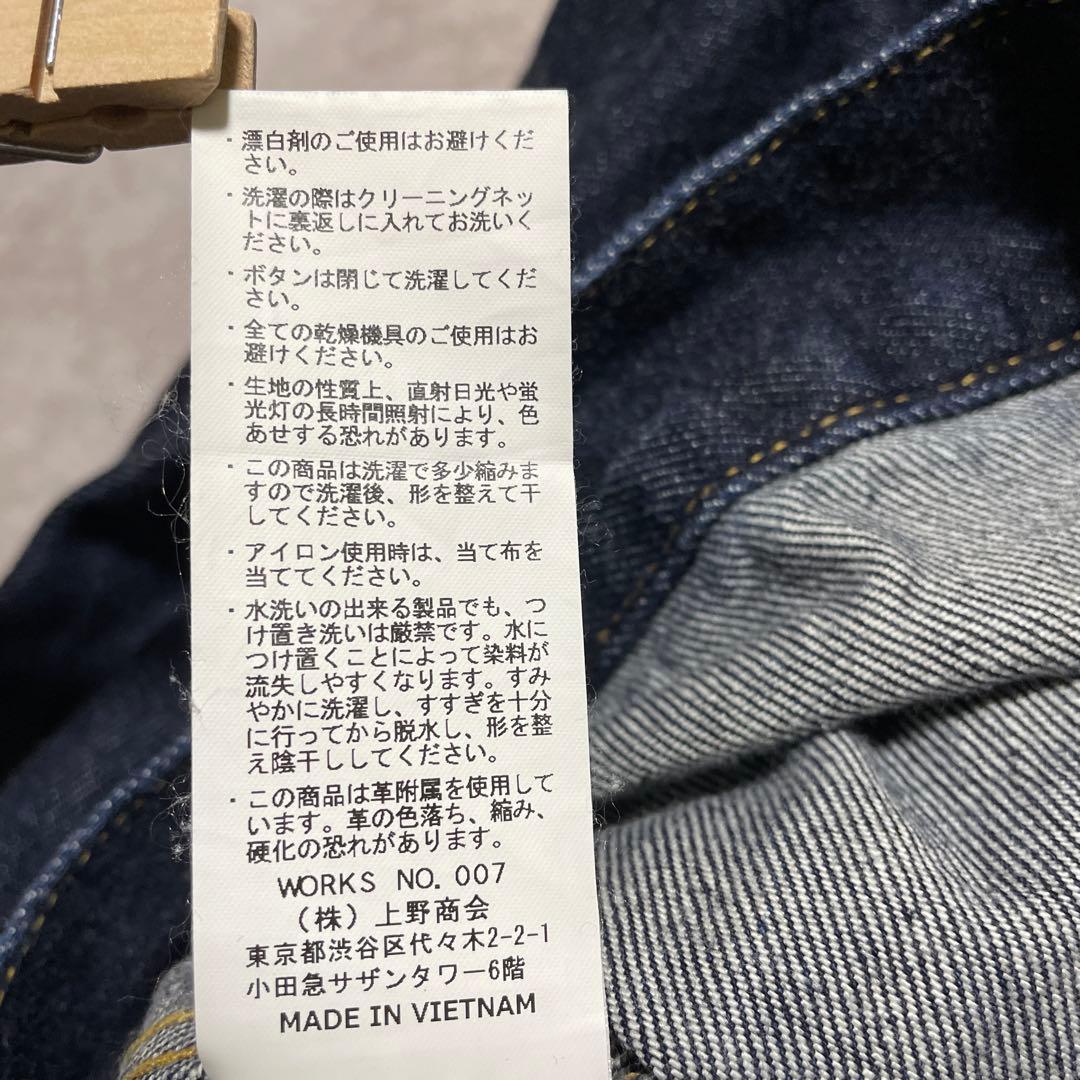 ・漂白剤のご使用はお避けくだ
さい。
・洗濯の際はクリーニングネッ
トに裏返しに入れてお洗いく
ださい。
・ボタンは閉じて洗濯してくだ
さい。
・全ての乾燥機具のご使用はお
避けください。
・生地の性質上、直射日光や蛍
光灯の長時間照射により、色
あせする恐れがあります。
・この商品は洗濯で多少縮みま
すので洗濯後、形を整えて干
してください。
・アイロン使用時は、当て布を
当ててください。
・水洗いの出来る製品でも、つ
け置き洗いは厳禁です。水に
つけ置くことによって染料が
流失しやすくなります。すみ
やかに洗濯し、すすぎを十分
に行ってから脱水し、形を整
え陰干ししてください。
・この商品は革附属を使用して
います。革の色落ち、縮み、
硬化の恐れがあります。
WORKS NO. 007
（株）上野商会
東京都渋谷区代々木2-2-1
小田急サザンタワー6階
MADE IN VIETNAM